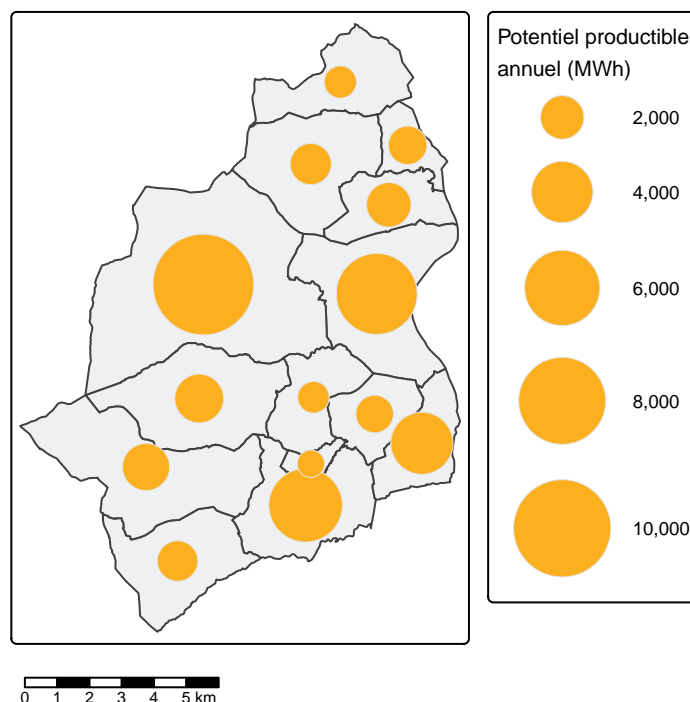 Potentiel productible
annuel (MWh)
2,000
4,000
6,000
8,000
10,000
0 1 2 3 4 5 km